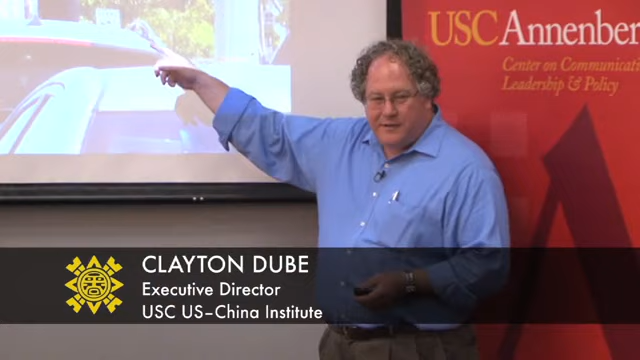 USC Annenber
Center on Communicati
Leadership & Policy
CLAYTON DUBE
Executive Director
USC US–China Institute